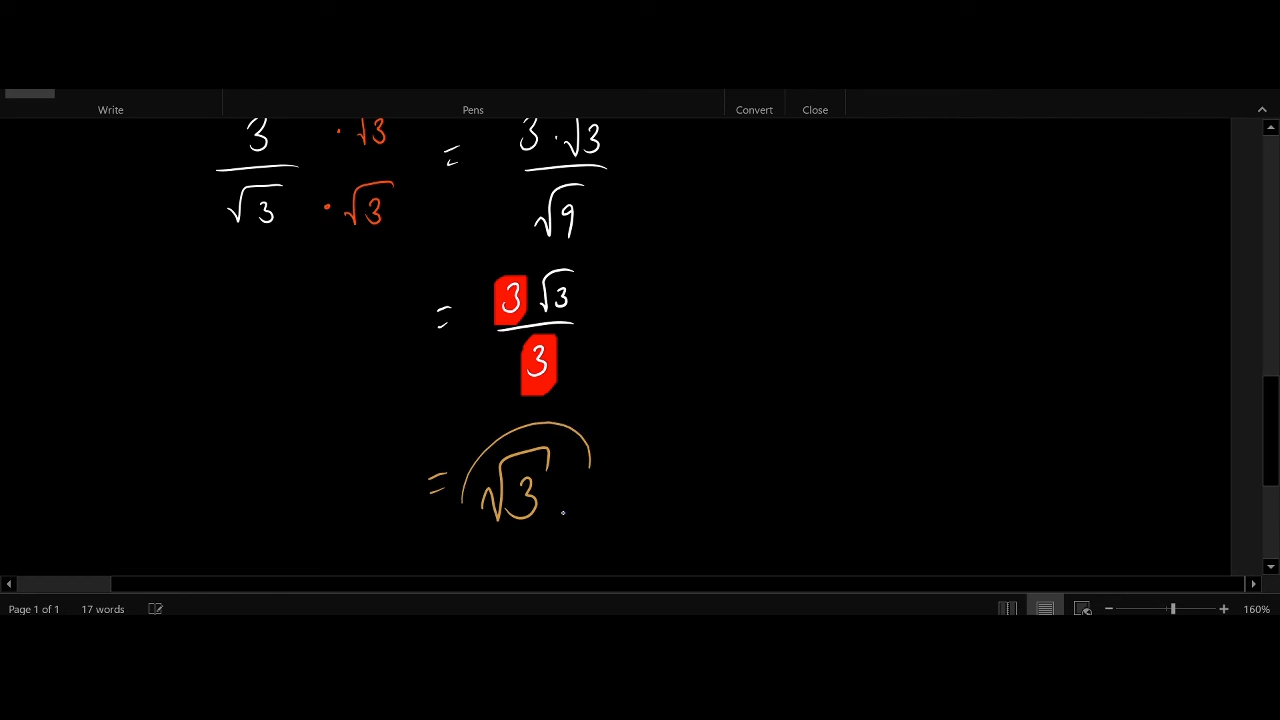 Write Pens Convert Close
3 · √3 = 3 · √3
√3 · √3 √9
= 3 √3
3
= √3
Page 1 of 1 17 words 160%